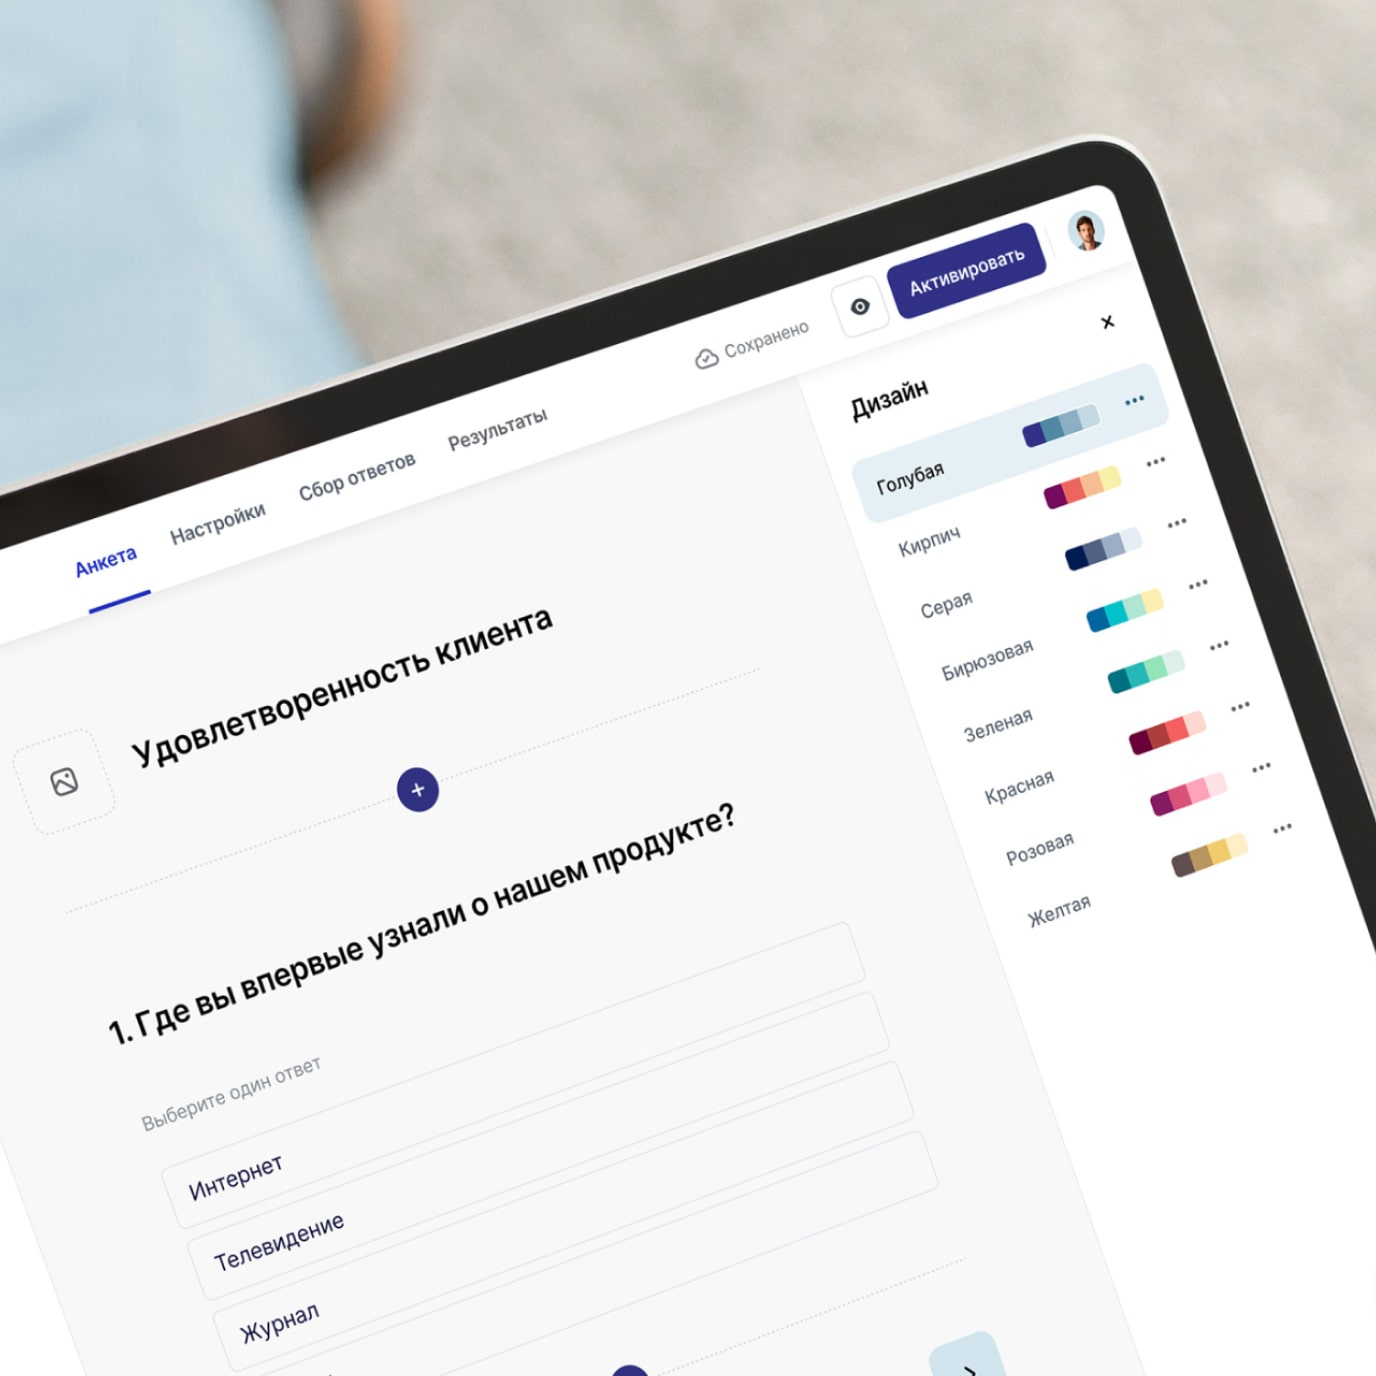 Анкета
Настройки
Сбор ответов
Результаты
Сохранено
Активировать
Удовлетворенность клиента
1. Где вы впервые узнали о нашем продукте?
Выберите один ответ
Интернет
Телевидение
Журнал
Дизайн
Голубая
Кирпич
Серая
Бирюзовая
Зеленая
Красная
Розовая
Желтая